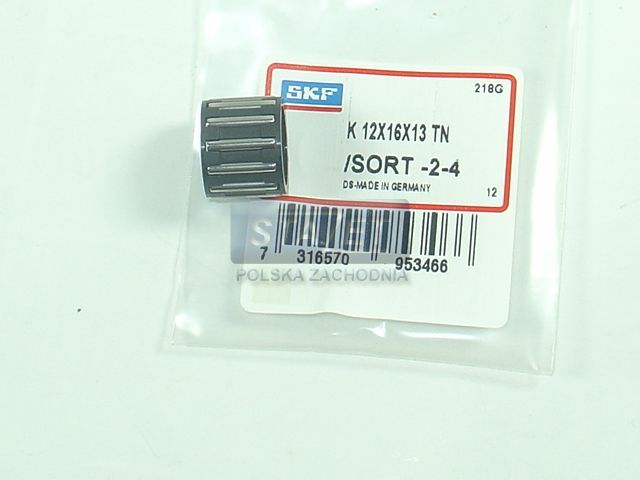 SKF
218G
K 12X16X13 TN
/SORT -2-4
DS-MADE IN GERMANY
12
7 316570 953466
POLSKA ZACHODNIA